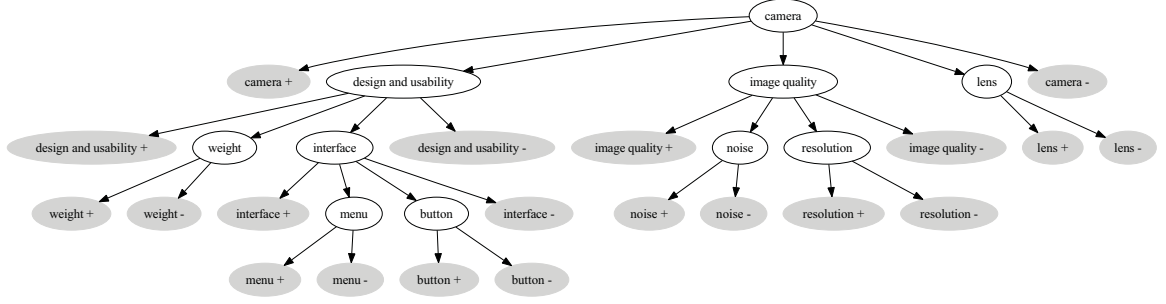 camera
camera +
design and usability
image quality
lens
camera -
design and usability +
weight
interface
design and usability -
image quality +
noise
resolution
image quality -
lens +
lens -
weight +
weight -
interface +
menu
button
interface -
noise +
noise -
resolution +
resolution -
menu +
menu -
button +
button -